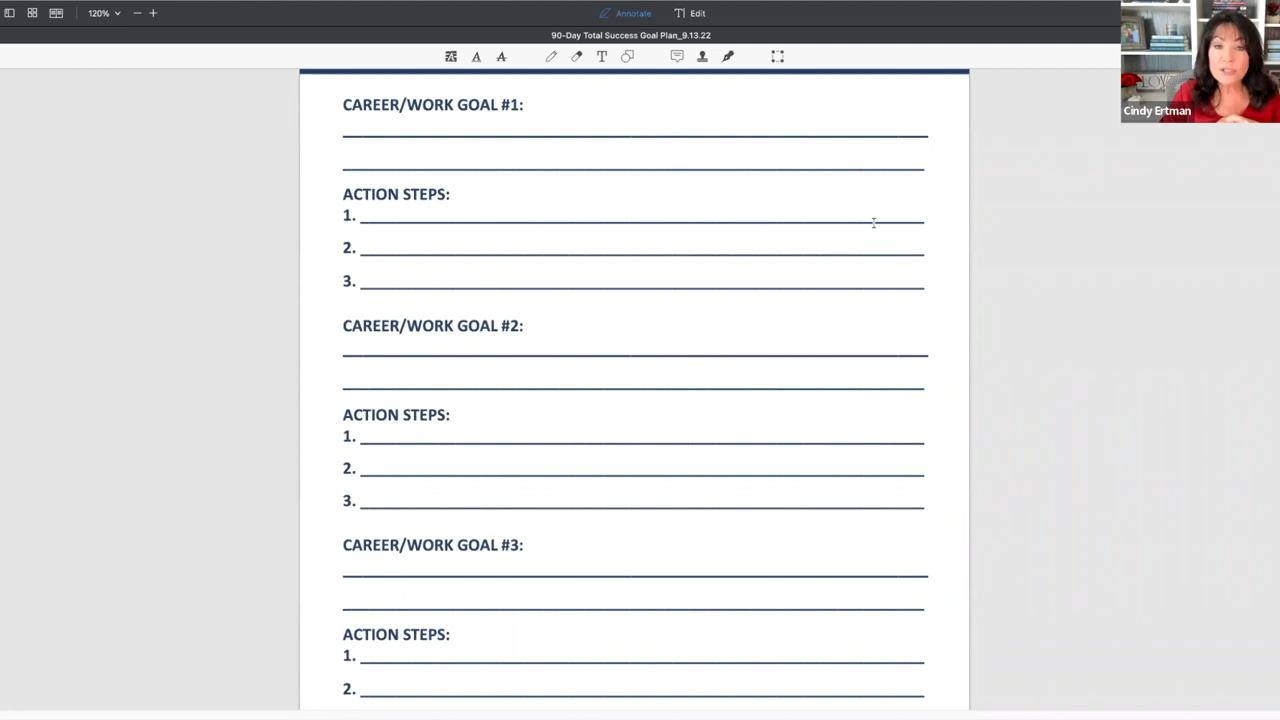 120%
Annotate
Edit
90-Day Total Success Goal Plan_9.13.22
Cindy Ertman
CAREER/WORK GOAL #1:
ACTION STEPS:
1.
2.
3.
CAREER/WORK GOAL #2:
ACTION STEPS:
1.
2.
3.
CAREER/WORK GOAL #3:
ACTION STEPS:
1.
2.